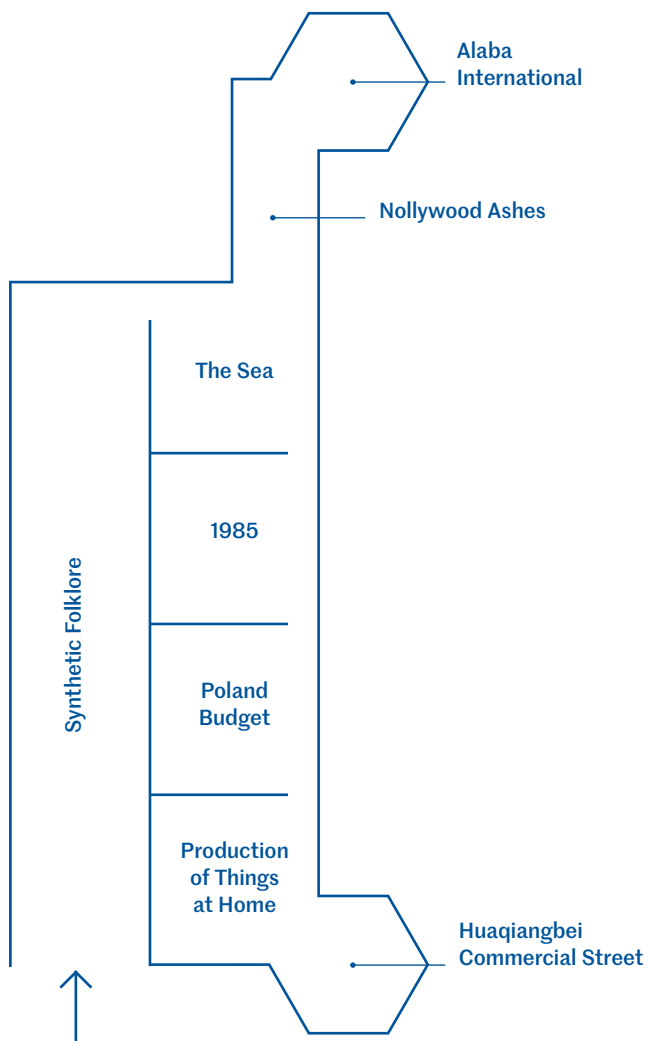 Alaba
International
Nollywood Ashes
The Sea
1985
Synthetic Folklore
Poland
Budget
Production
of Things
at Home
Huaqiangbei
Commercial Street